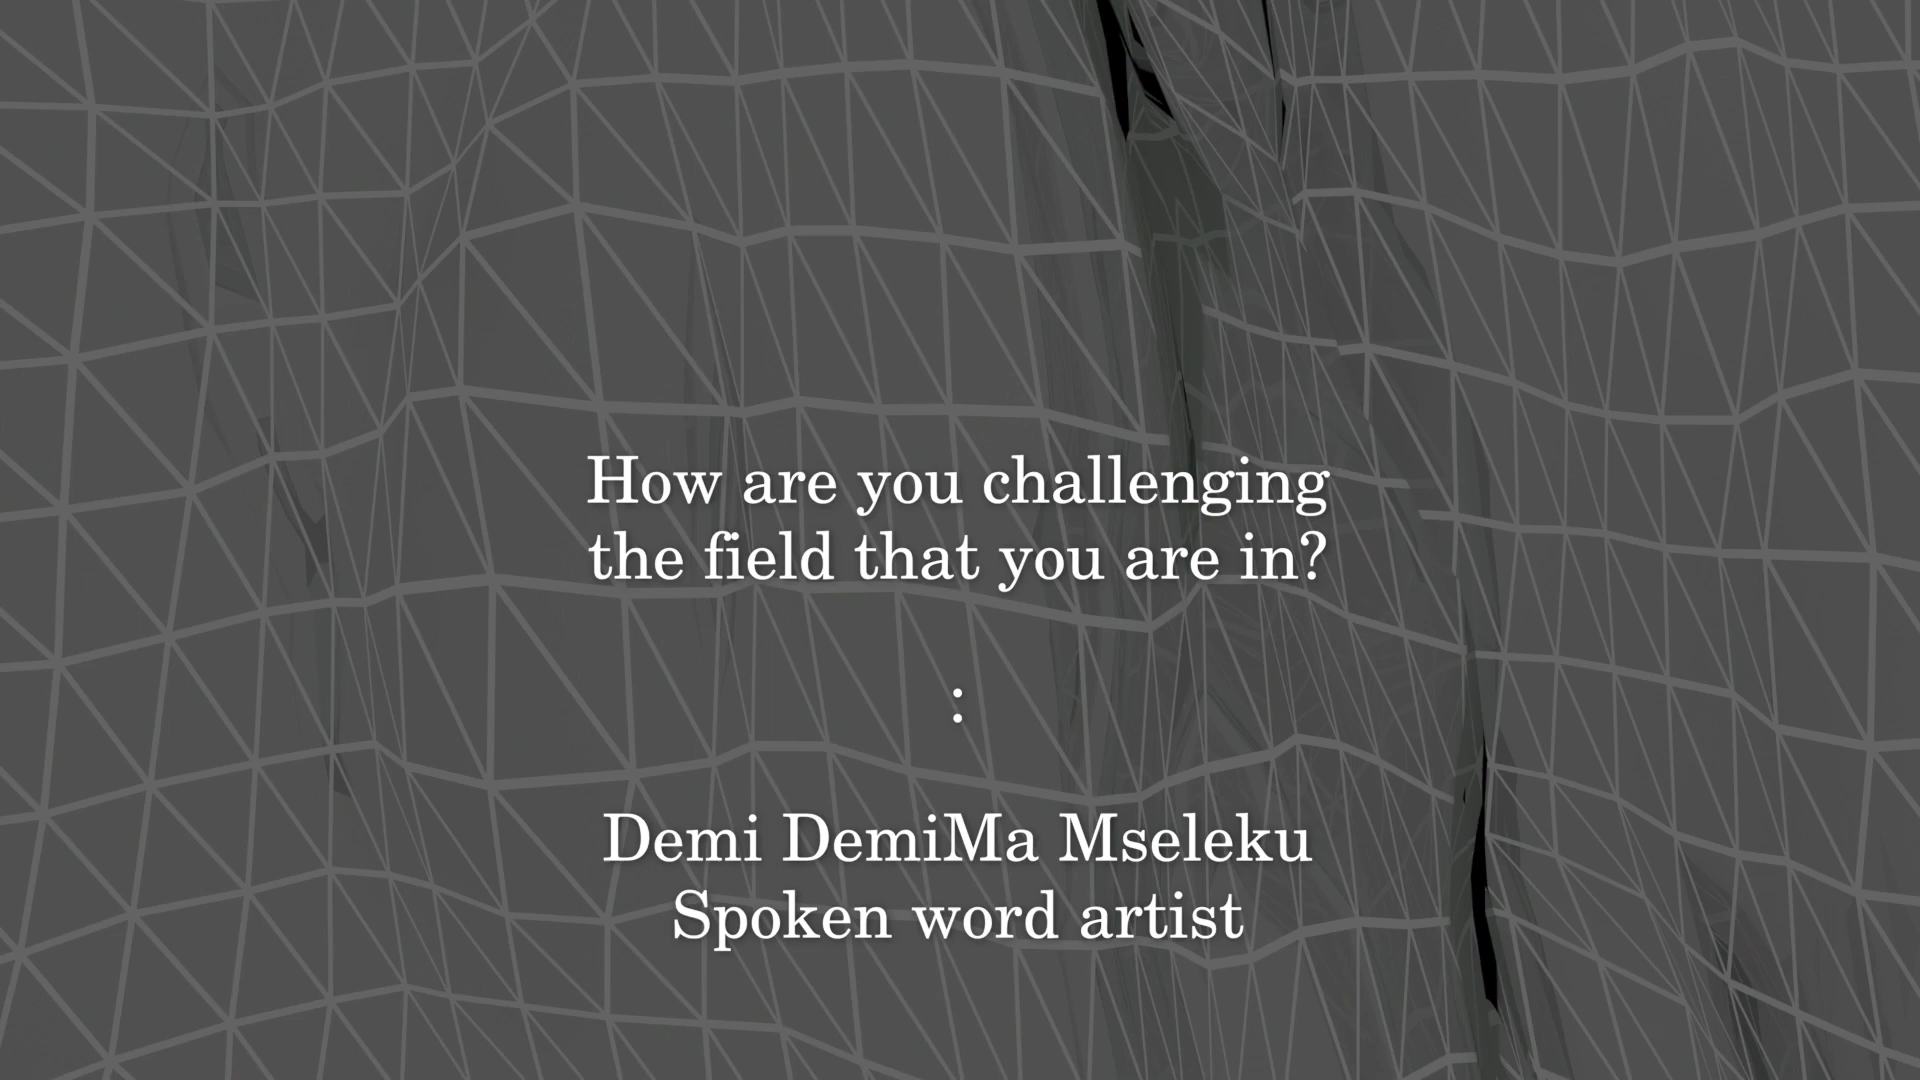 How are you challenging
the field that you are in?
:
Demi DemiMa Mseleku
Spoken word artist